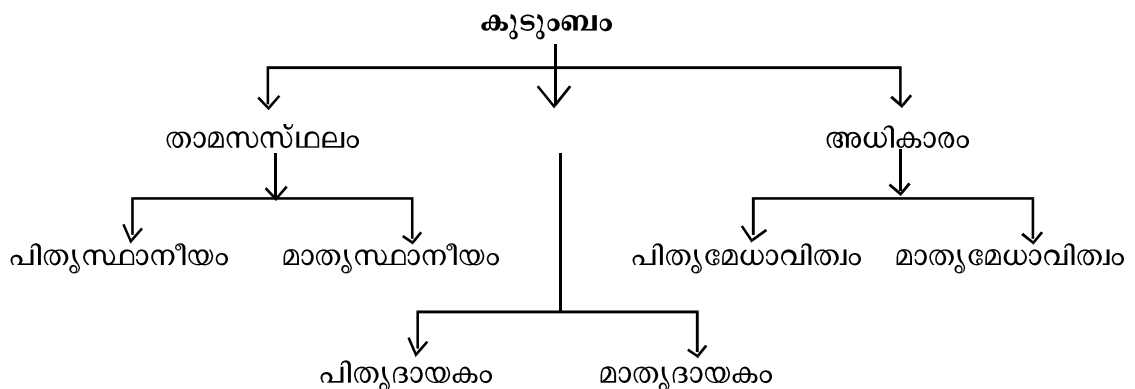 കുടുംബം
താമസസ്ഥലം
അധികാരം
പിതൃസ്ഥാനീയം
മാതൃസ്ഥാനീയം
പിതൃമേധാവിത്വം
മാതൃമേധാവിത്വം
പിതൃദായകം
മാതൃദായകം